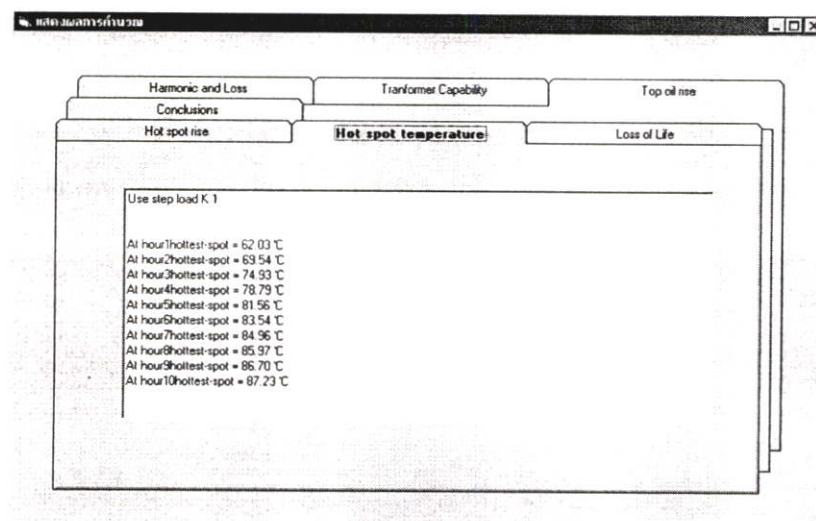 แสดงผลการคำนวณ
Harmonic and Loss
Tranformer Capability
Top oil rise
Conclusions
Hot spot rise
Hot spot temperature
Loss of Life
Use step load K 1
At hour1hottest-spot = 62.03 ℃
At hour2hottest-spot = 69.54 ℃
At hour3hottest-spot = 74.93 ℃
At hour4hottest-spot = 78.79 ℃
At hour5hottest-spot = 81.56 ℃
At hour6hottest-spot = 83.54 ℃
At hour7hottest-spot = 84.96 ℃
At hour8hottest-spot = 85.97 ℃
At hour9hottest-spot = 86.70 ℃
At hour10hottest-spot = 87.23 ℃